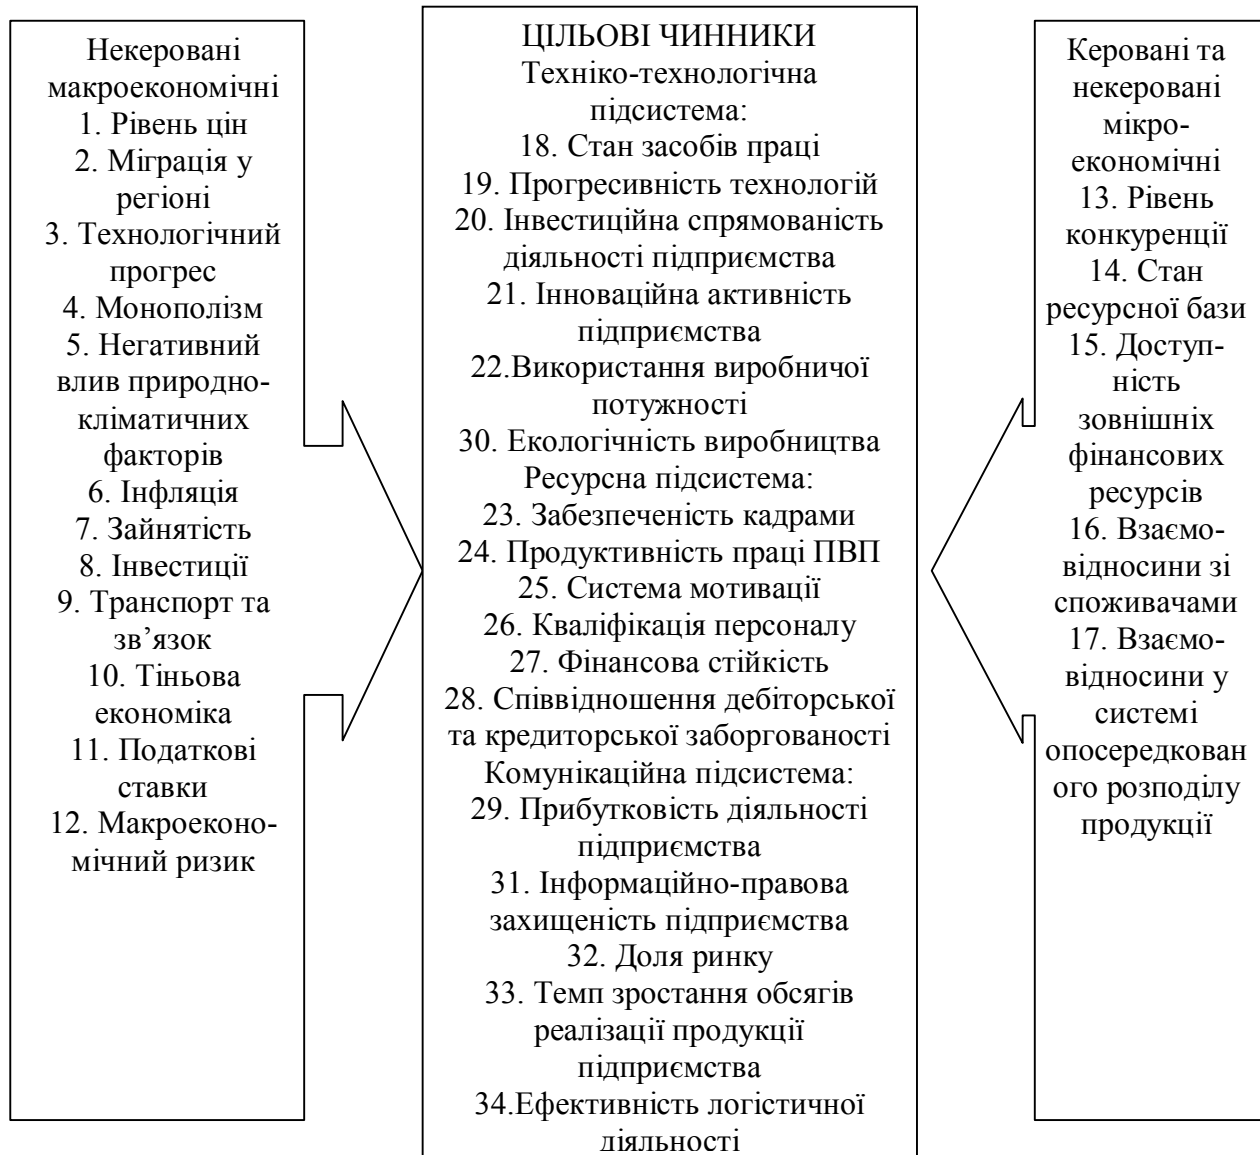 Некеровані
макроекономічні
1. Рівень цін
2. Міграція у
регіоні
3. Технологічний
прогрес
4. Монополізм
5. Негативний
влив природно-
кліматичних
факторів
6. Інфляція
7. Зайнятість
8. Інвестиції
9. Транспорт та
зв’язок
10. Тіньова
економіка
11. Податкові
ставки
12. Макроеконо-
мічний ризик
ЦІЛЬОВІ ЧИННИКИ
Техніко-технологічна
підсистема:
18. Стан засобів праці
19. Прогресивність технологій
20. Інвестиційна спрямованість
діяльності підприємства
21. Інноваційна активність
підприємства
22.Використання виробничої
потужності
30. Екологічність виробництва
Ресурсна підсистема:
23. Забезпеченість кадрами
24. Продуктивність праці ПВП
25. Система мотивації
26. Кваліфікація персоналу
27. Фінансова стійкість
28. Співвідношення дебіторської
та кредиторської заборгованості
Комунікаційна підсистема:
29. Прибутковість діяльності
підприємства
31. Інформаційно-правова
захищеність підприємства
32. Доля ринку
33. Темп зростання обсягів
реалізації продукції
підприємства
34.Ефективність логістичної
діяльності
Керовані та
некеровані
мікро-
економічні
13. Рівень
конкуренції
14. Стан
ресурсної бази
15. Доступ-
ність
зовнішніх
фінансових
ресурсів
16. Взаємо-
відносини зі
споживачами
17. Взаємо-
відносини у
системі
опосередкован
ого розподілу
продукції